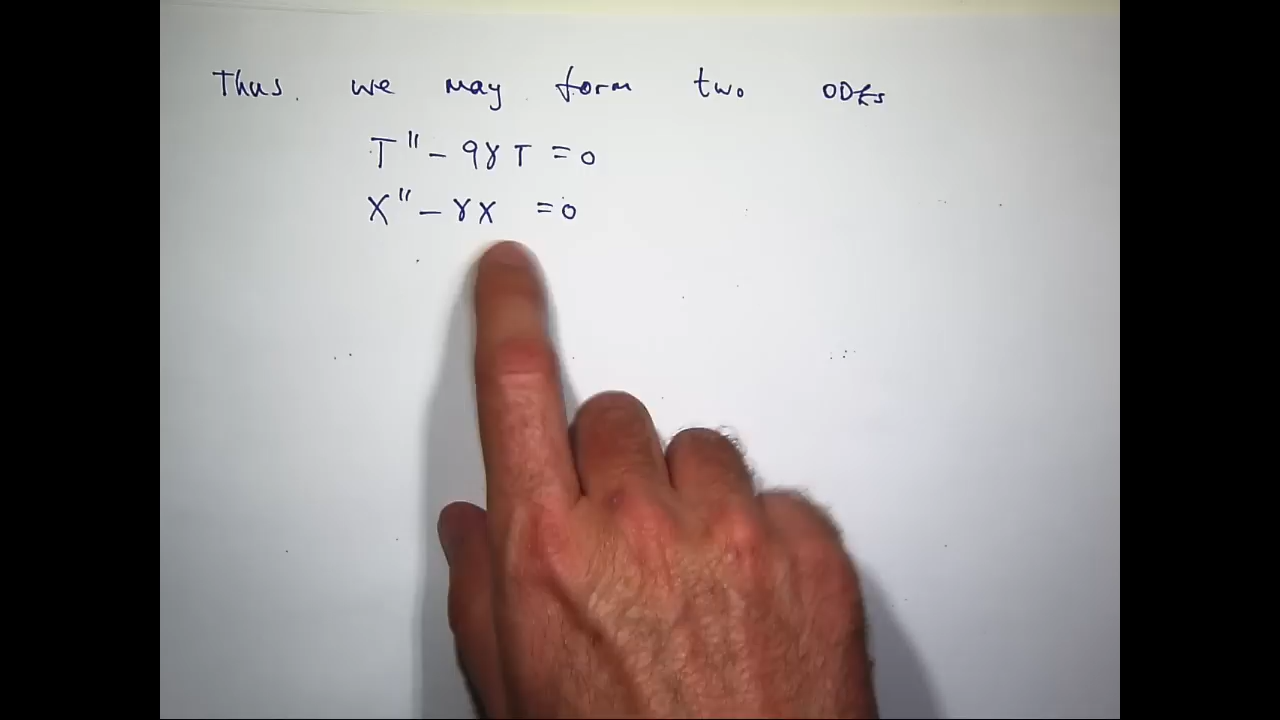 Thus we may form two ODEs
T'' - 9γT = 0
X'' - γX = 0